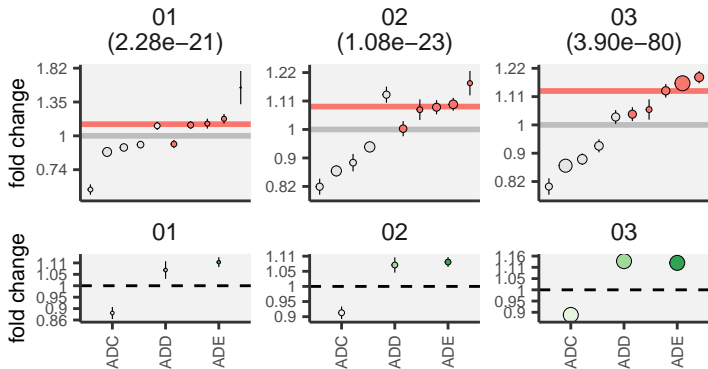 01
(2.28e−21)
02
(1.08e−23)
03
(3.90e−80)
fold change
1.82
1.35
1
0.74
1.22
1.11
1
0.9
0.82
1.22
1.11
1
0.9
0.82
01
02
03
fold change
1.11
1.05
1
0.95
0.9
0.86
1.11
1.05
1
0.95
0.9
1.16
1.11
1.05
1
0.95
0.9
ADC
ADD
ADE
ADC
ADD
ADE
ADC
ADD
ADE